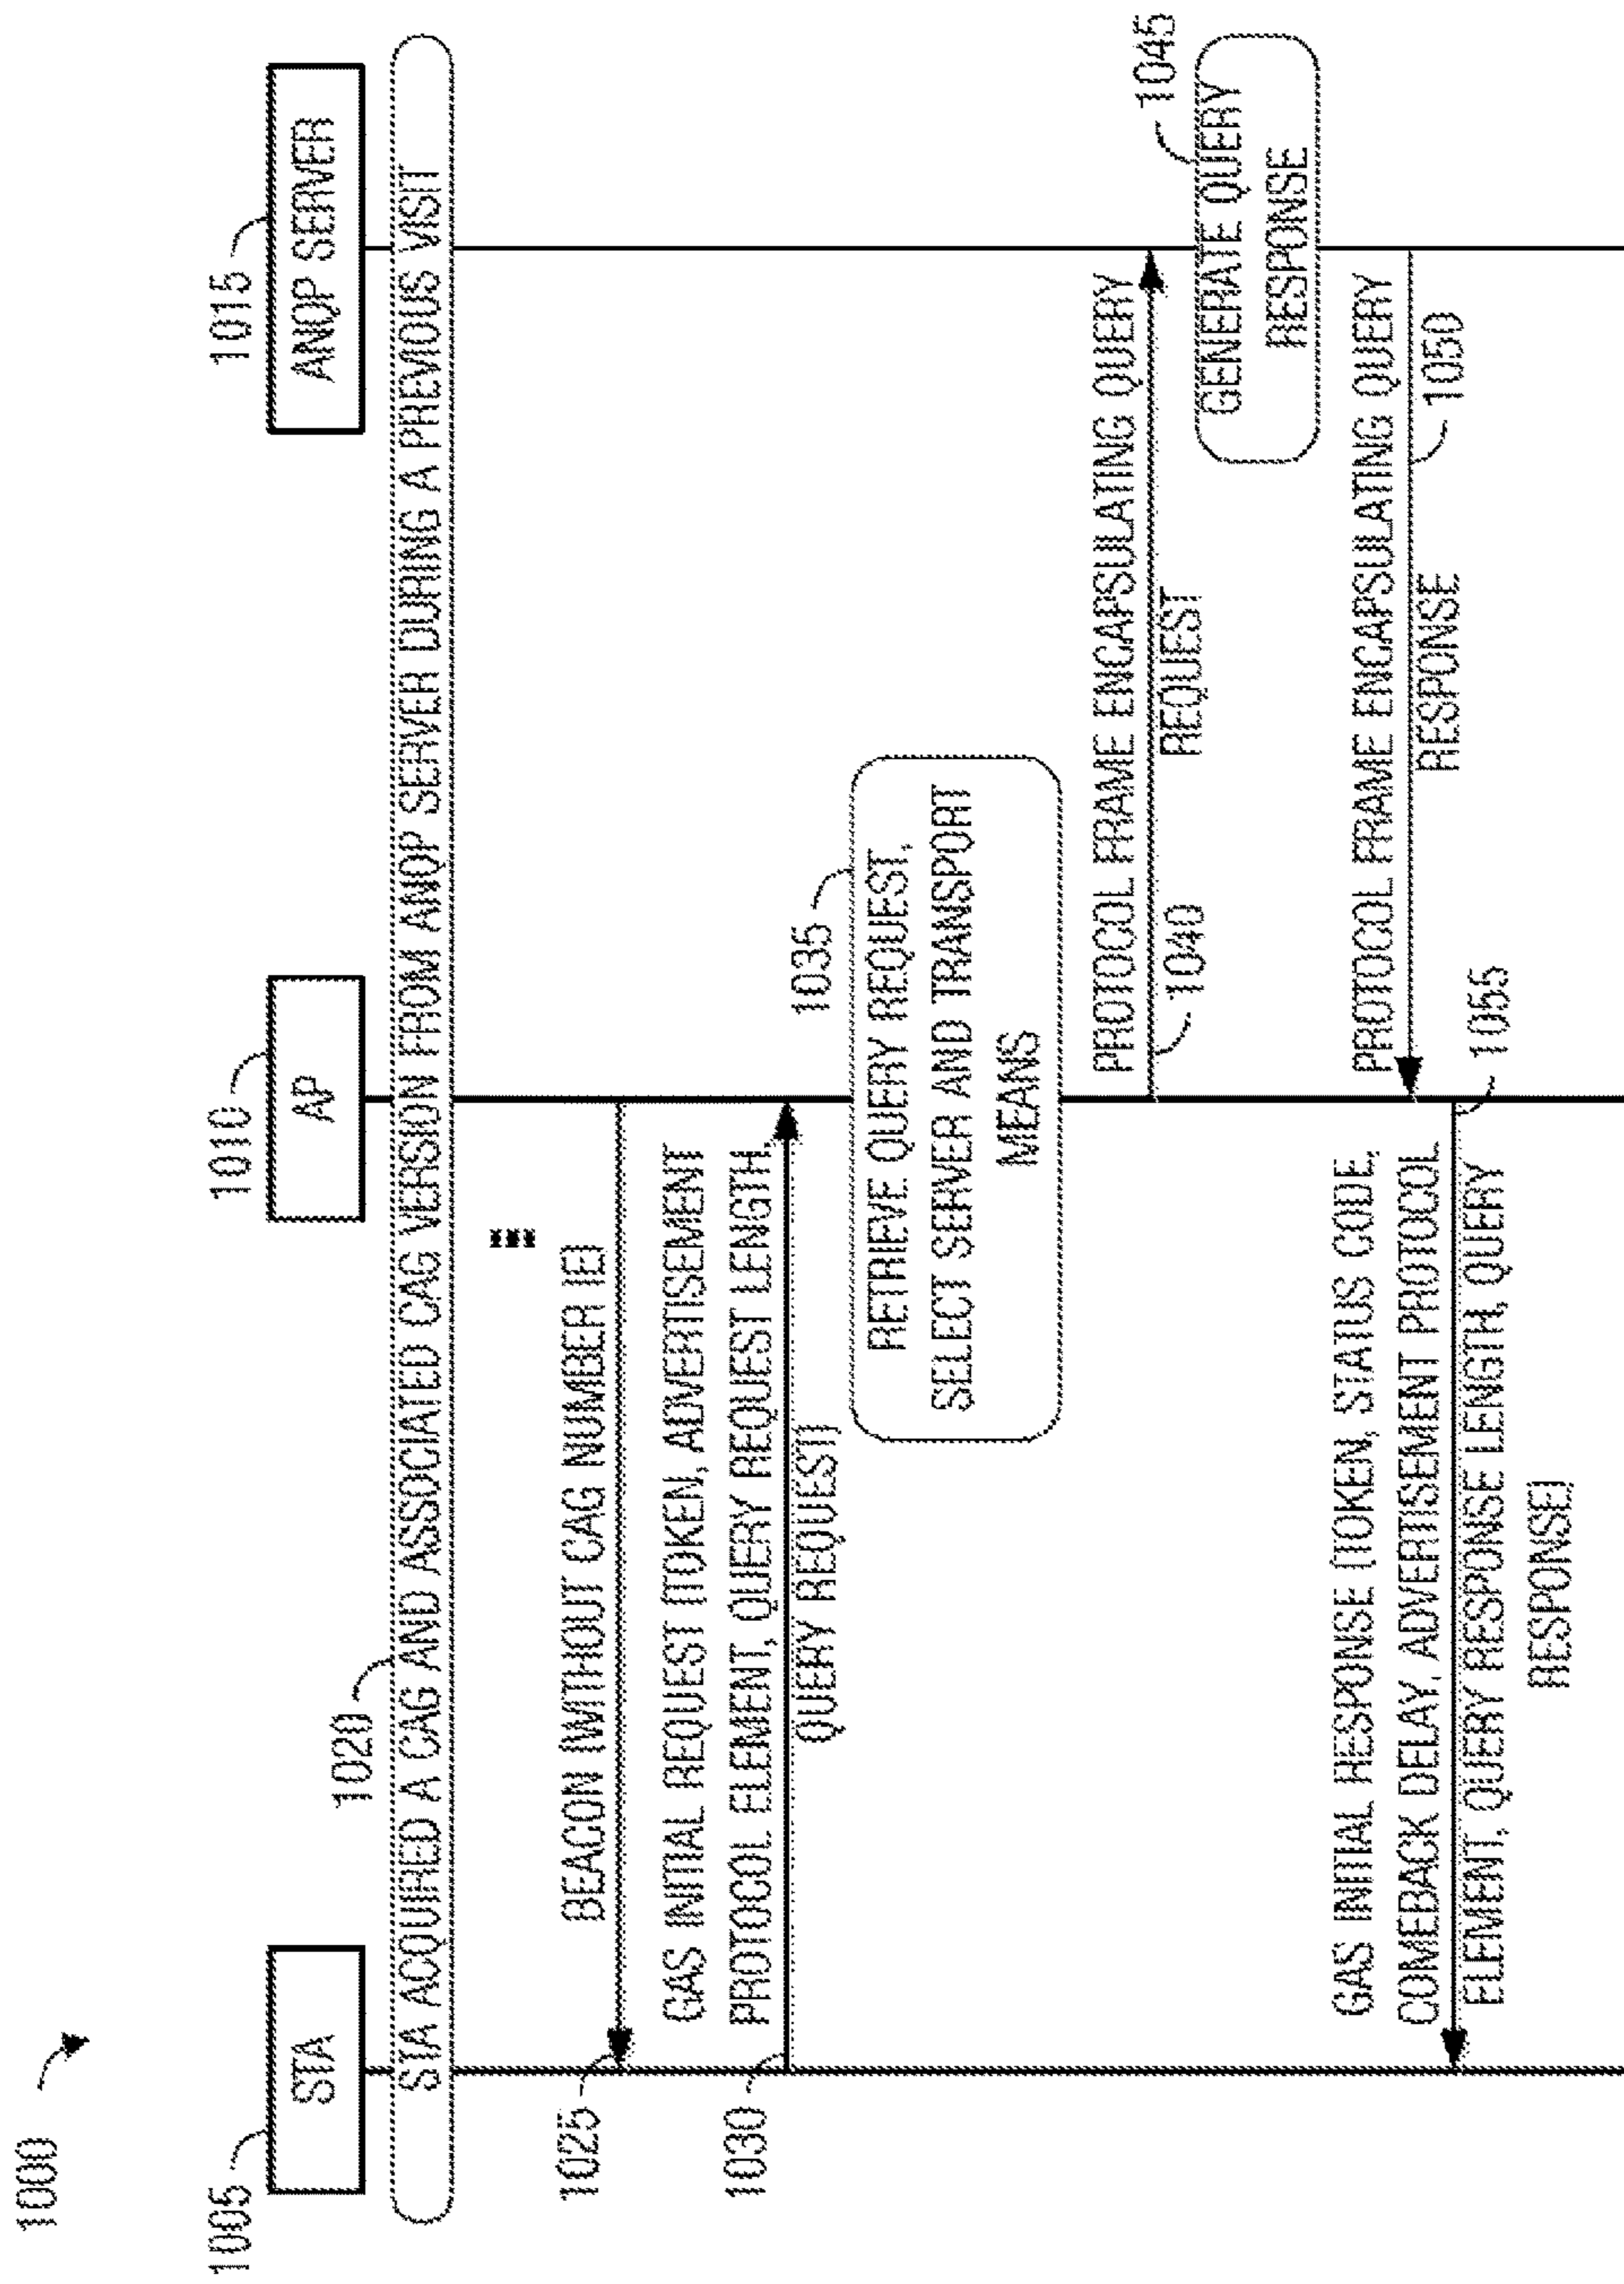 1000
1005
STA
1010
AP
1015
ANQP SERVER
1020
STA ACQUIRED A CAG AND ASSOCIATED CAG VERSION FROM ANQP SERVER DURING A PREVIOUS VISIT
BEACON (WITHOUT CAG NUMBER IE)
1025
GAS INITIAL REQUEST (TOKEN, ADVERTISEMENT
PROTOCOL ELEMENT, QUERY REQUEST LENGTH,
QUERY REQUEST)
1030
1035
RETRIEVE QUERY REQUEST,
SELECT SERVER AND TRANSPORT
MEANS
PROTOCOL FRAME ENCAPSULATING QUERY
REQUEST
1040
1045
GENERATE QUERY
RESPONSE
PROTOCOL FRAME ENCAPSULATING QUERY
RESPONSE
1050
GAS INITIAL RESPONSE (TOKEN, STATUS CODE,
COMEBACK DELAY, ADVERTISEMENT PROTOCOL
ELEMENT, QUERY RESPONSE LENGTH, QUERY
RESPONSE)
1055